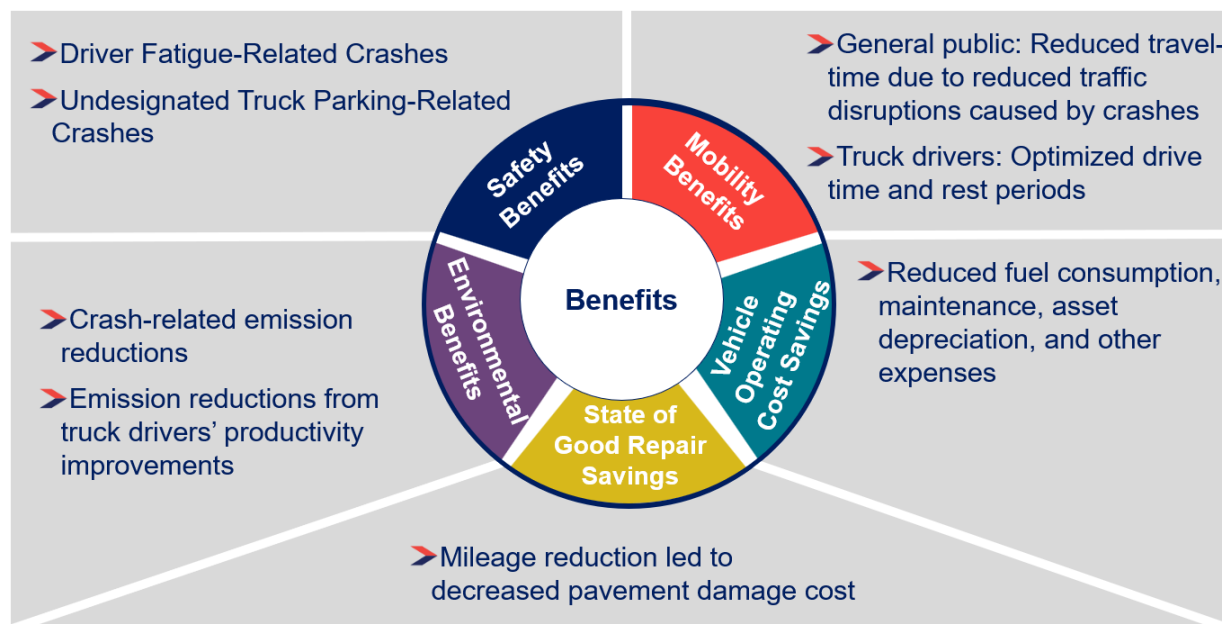 Driver Fatigue-Related Crashes
Undesignated Truck Parking-Related
Crashes
General public: Reduced travel-
time due to reduced traffic
disruptions caused by crashes
Truck drivers: Optimized drive
time and rest periods
Safety
Benefits
Mobility
Benefits
Environmental
Benefits
Benefits
Vehicle
Operating
Cost Savings
State of
Good Repair
Savings
Crash-related emission
reductions
Emission reductions from
truck drivers’ productivity
improvements
Reduced fuel consumption,
maintenance, asset
depreciation, and other
expenses
Mileage reduction led to
decreased pavement damage cost